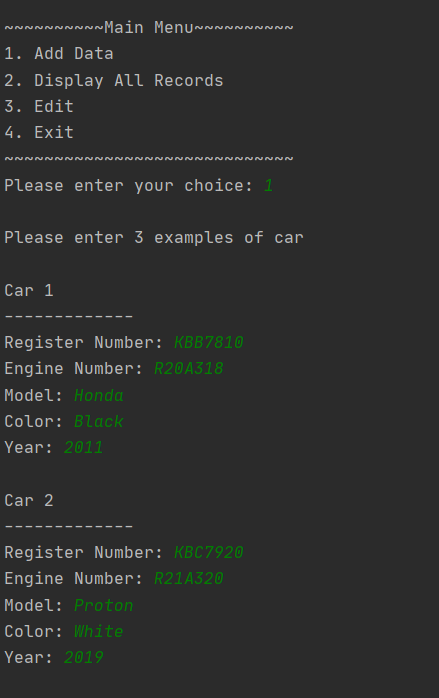 ~~~~~~~~~~Main Menu~~~~~~~~~~
1. Add Data
2. Display All Records
3. Edit
4. Exit
~~~~~~~~~~~~~~~~~~~~~~~~~~~~~
Please enter your choice: 1
Please enter 3 examples of car
Car 1
-------------
Register Number: KBB7810
Engine Number: R20A318
Model: Honda
Color: Black
Year: 2011
Car 2
-------------
Register Number: KBC7920
Engine Number: R21A320
Model: Proton
Color: White
Year: 2019